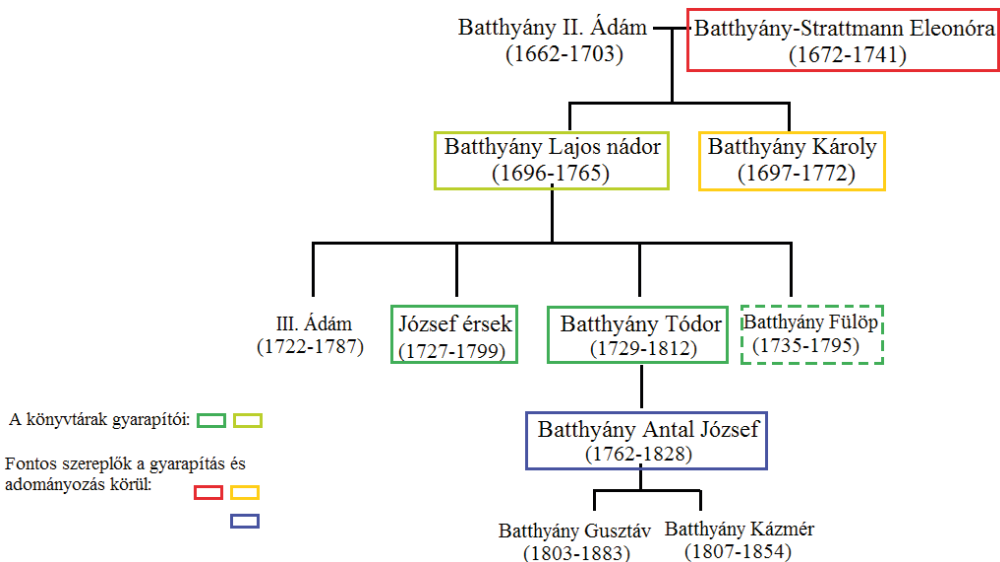 Batthyány II. Ádám
(1662-1703)
Batthyány-Strattmann Eleonóra
(1672-1741)
Batthyány Lajos nádor
(1696-1765)
Batthyány Károly
(1697-1772)
III. Ádám
(1722-1787)
József érsek
(1727-1799)
Batthyány Tódor
(1729-1812)
Batthyány Fülöp
(1735-1795)
A könyvtárak gyarapítói:
Fontos szereplők a gyarapítás és
adományozás körül:
Batthyány Antal József
(1762-1828)
Batthyány Gusztáv
(1803-1883)
Batthyány Kázmér
(1807-1854)